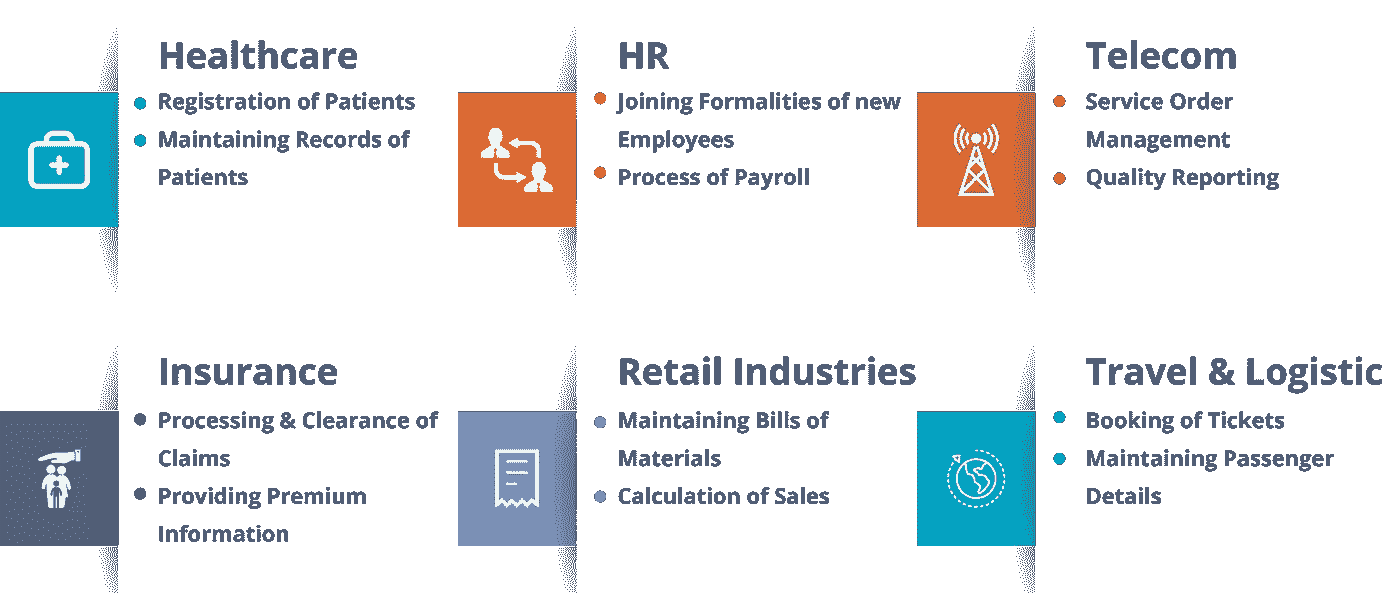 Healthcare
Registration of Patients
Maintaining Records of
Patients
HR
Joining Formalities of new
Employees
Process of Payroll
Telecom
Service Order
Management
Quality Reporting
Insurance
Processing & Clearance of
Claims
Providing Premium
Information
Retail Industries
Maintaining Bills of
Materials
Calculation of Sales
Travel & Logistic
Booking of Tickets
Maintaining Passenger
Details